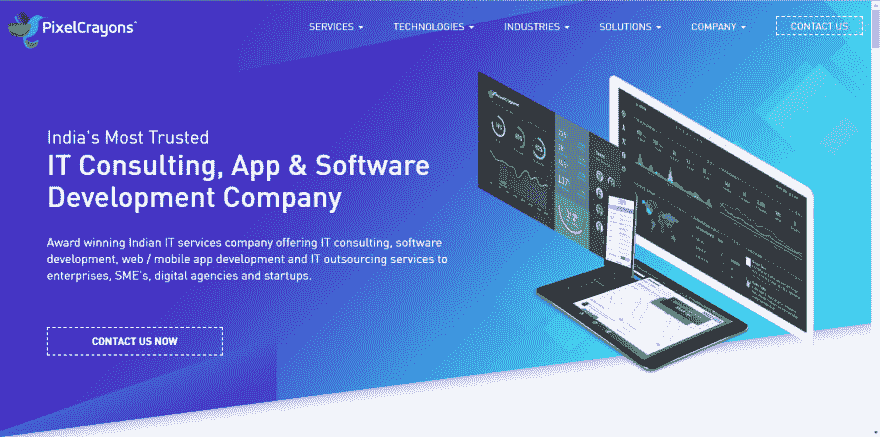 PixelCrayons
SERVICES
TECHNOLOGIES
INDUSTRIES
SOLUTIONS
COMPANY
CONTACT US
India's Most Trusted
IT Consulting, App & Software
Development Company
Award winning Indian IT services company offering IT consulting, software
development, web / mobile app development and IT outsourcing services to
enterprises, SME's, digital agencies and startups.
CONTACT US NOW